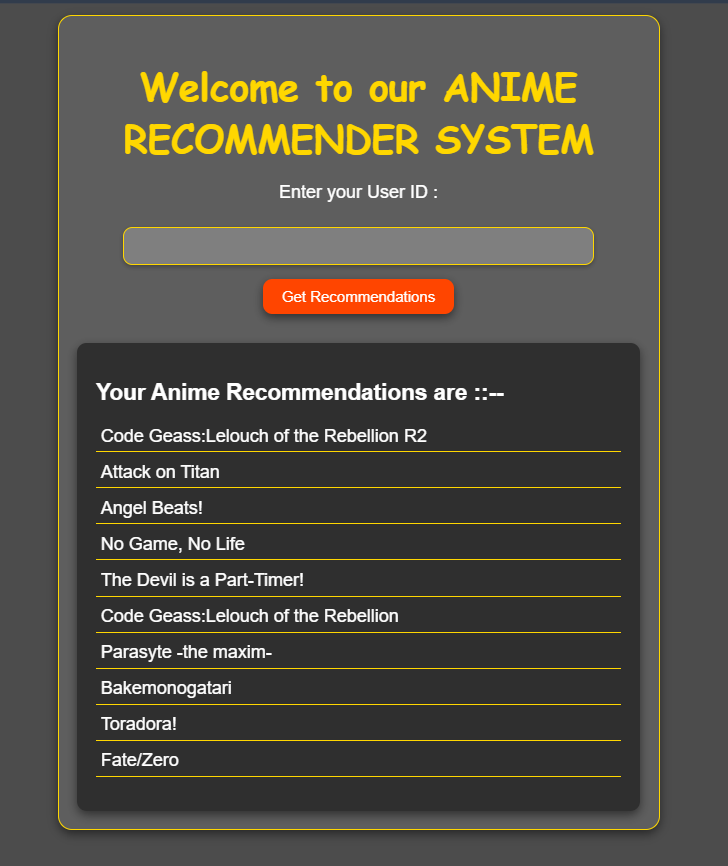 Welcome to our ANIME
RECOMMENDER SYSTEM
Enter your User ID :
Get Recommendations
Your Anime Recommendations are ::--
Code Geass:Lelouch of the Rebellion R2
Attack on Titan
Angel Beats!
No Game, No Life
The Devil is a Part-Timer!
Code Geass:Lelouch of the Rebellion
Parasyte -the maxim-
Bakemonogatari
Toradora!
Fate/Zero